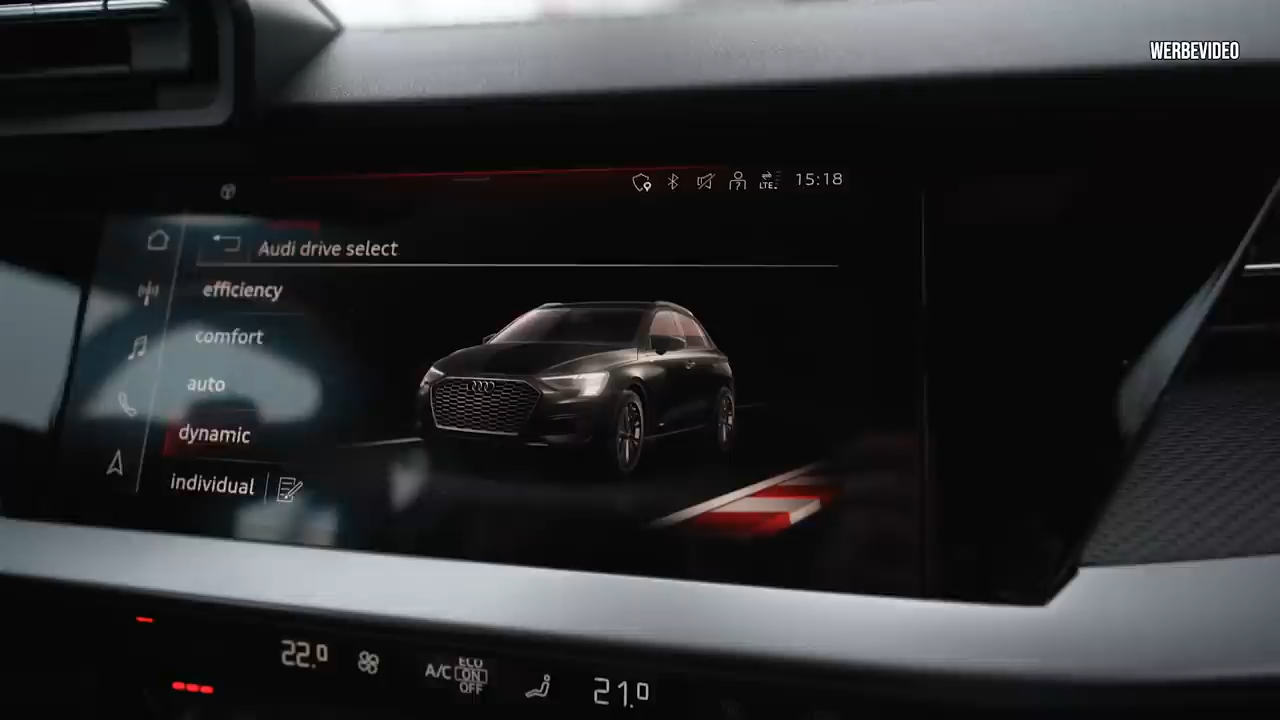 WERBEVIDEO
LTE
15:18
Audi drive select
efficiency
comfort
auto
dynamic
individual
22.0
A/C
ECO
ON
OFF
21.0